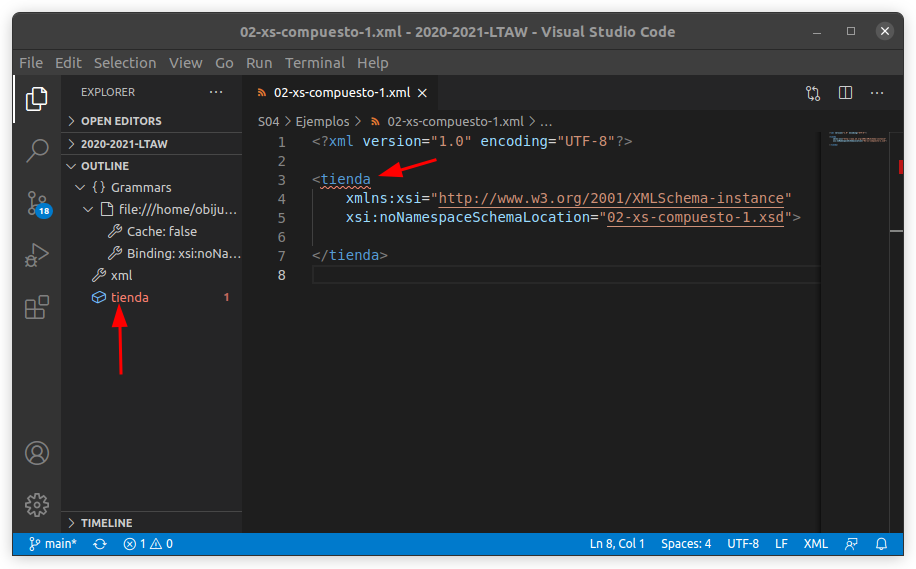 02-xs-compuesto-1.xml - 2020-2021-LTAW - Visual Studio Code
File Edit Selection View Go Run Terminal Help
EXPLORER
OPEN EDITORS
2020-2021-LTAW
OUTLINE
{} Grammars
file:///home/obiju...
Cache: false
Binding: xsi:noNa...
xml
tienda 1
TIMELINE
18
02-xs-compuesto-1.xml
S04 > Ejemplos > 02-xs-compuesto-1.xml > ...
1 <?xml version="1.0" encoding="UTF-8"?>
2
3 <tienda
4 xmlns:xsi="http://www.w3.org/2001/XMLSchema-instance"
5 xsi:noNamespaceSchemaLocation="02-xs-compuesto-1.xsd">
6
7 </tienda>
8
main* 1 0 Ln 8, Col 1 Spaces: 4 UTF-8 LF XML